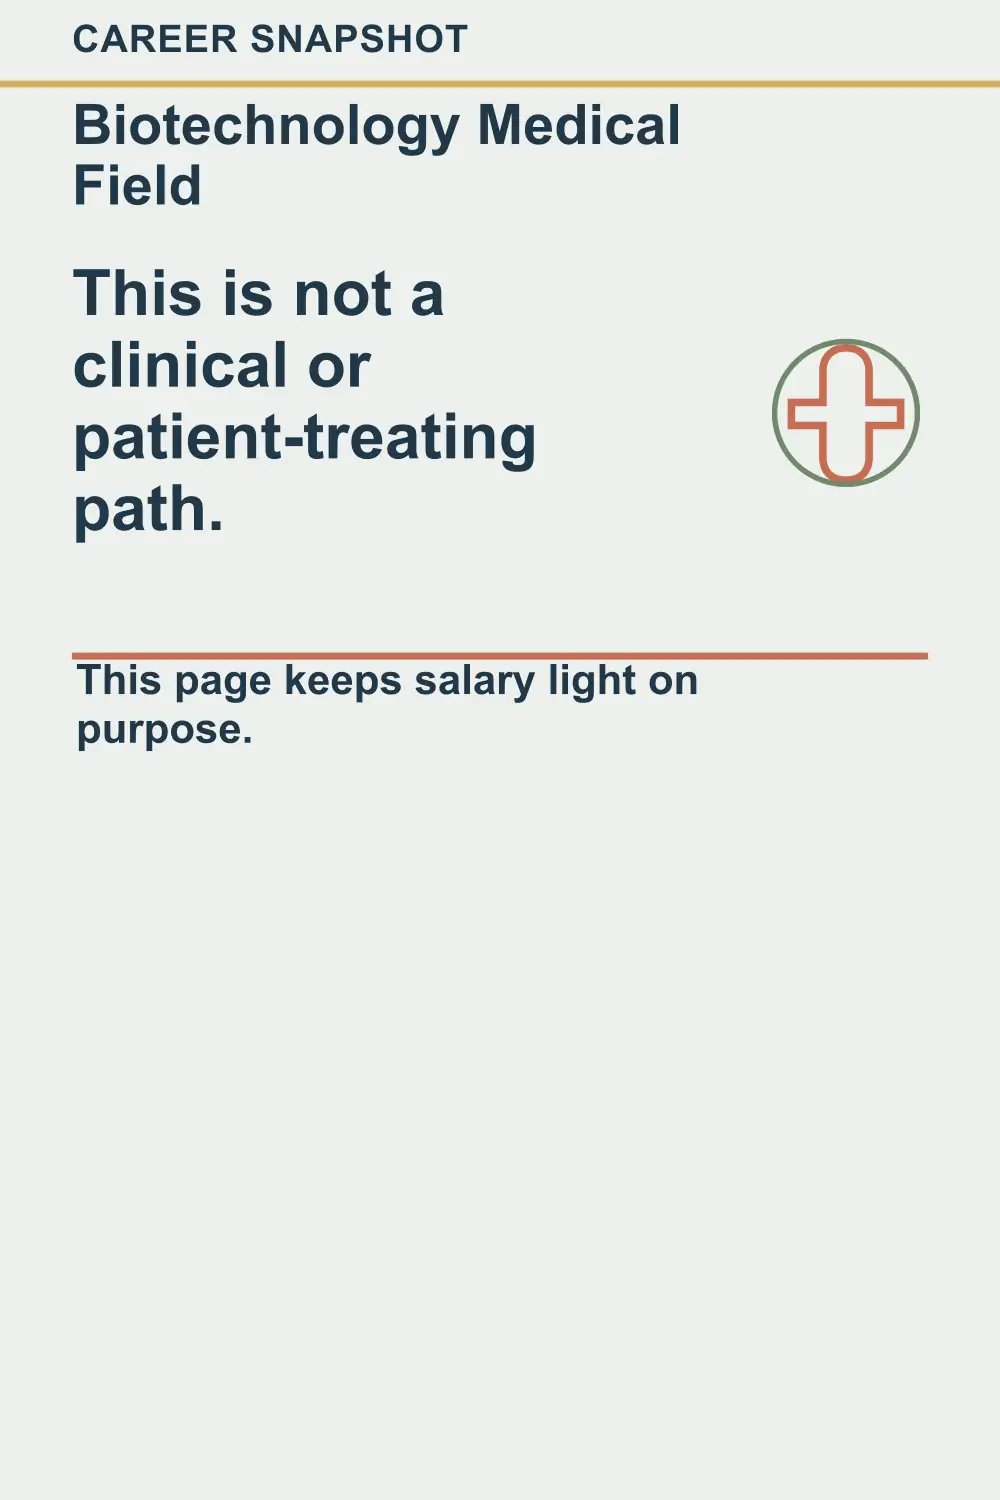 CAREER SNAPSHOT
Biotechnology Medical
Field
This is not a
clinical or
patient-treating
path.
This page keeps salary light on
purpose.